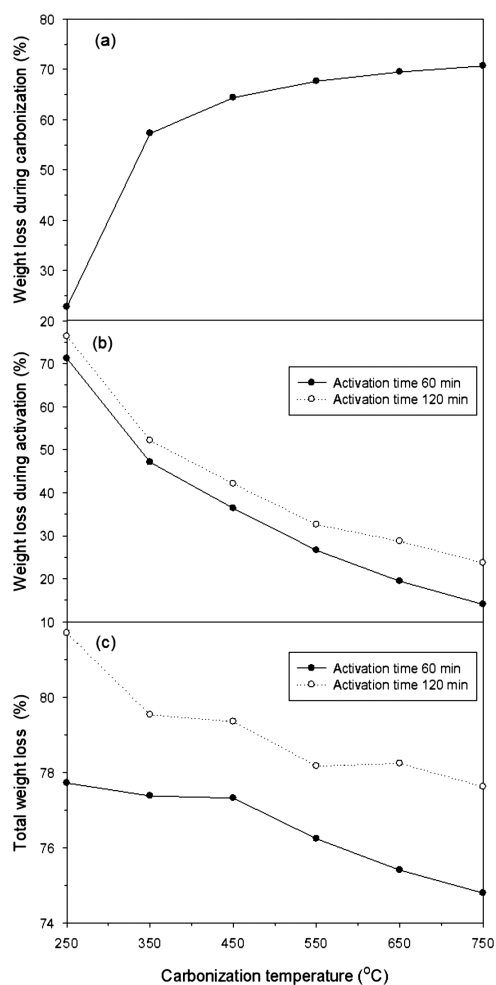 80
(a)
70
60
50
40
30
20
Weight loss during carbonization (%)
(b)
70
60
50
40
30
20
10
Weight loss during activation (%)
Activation time 60 min
Activation time 120 min
(c)
80
78
76
74
Total weight loss (%)
Activation time 60 min
Activation time 120 min
250 350 450 550 650 750
Carbonization temperature (°C)